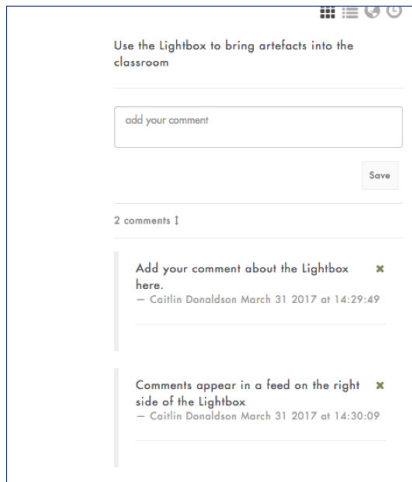 Use the Lightbox to bring artefacts into the
classroom
add your comment
Save
2 comments ↕
Add your comment about the Lightbox ×
here.
— Caitlin Donaldson March 31 2017 at 14:29:49
Comments appear in a feed on the right ×
side of the Lightbox
— Caitlin Donaldson March 31 2017 at 14:30:09